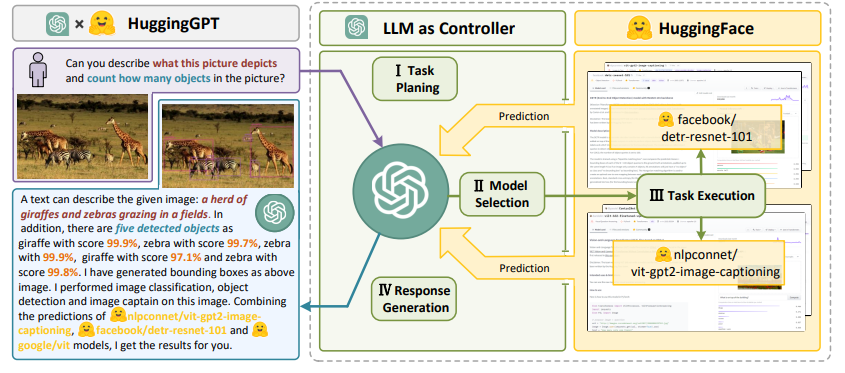 × HuggingGPT
LLM as Controller
HuggingFace
Can you describe what this picture depicts
and count how many objects in the picture?
A text can describe the given image: a herd of
giraffes and zebras grazing in a fields. In
addition, there are five detected objects as
giraffe with score 99.9%, zebra with score 99.7%, zebra
with 99.9%, giraffe with score 97.1% and zebra with
score 99.8%. I have generated bounding boxes as above
image. I performed image classification, object
detection and image captain on this image. Combining
the predictions of nlpconnet/vit-gpt2-image-
captioning, facebook/detr-resnet-101 and
google/vit models, I get the results for you.
I Task
Planing
Prediction
II Model
Selection
Prediction
IV Response
Generation
facebook/
detr-resnet-101
III Task Execution
nlpconnet/
vit-gpt2-image-captioning